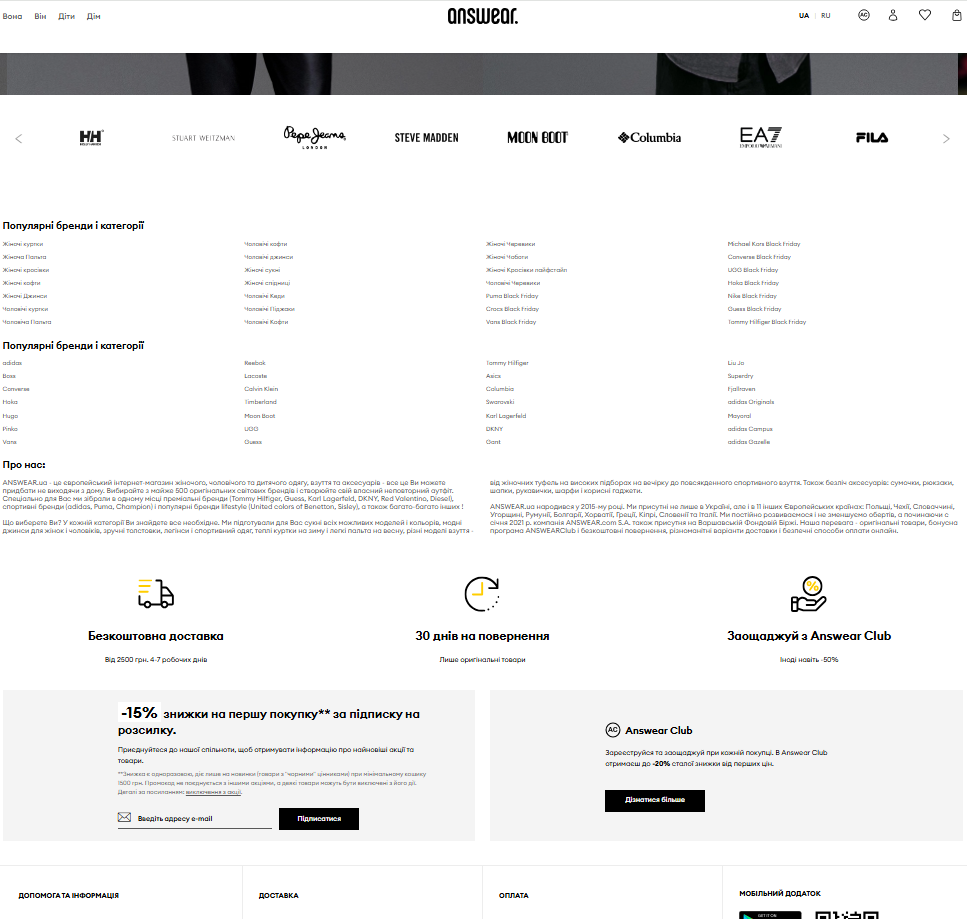 Вона Він Діти Дім
answear.
UA RU
AC
HH
HELLY HANSEN
STUART WEITZMAN
Pepe Jeans
LONDON
STEVE MADDEN
MOON BOOT
Columbia
EA7
EMPORIO ARMANI
FILA
Популярні бренди і категорії
Жіночі куртки
Жіноча Пальта
Жіночі кросівки
Жіночі кофти
Жіночі Джинси
Чоловічі куртки
Чоловіча Пальта
Чоловічі кофти
Чоловічі джинси
Жіночі сукні
Жіночі спідниці
Чоловічі Кеди
Чоловічі Піджаки
Чоловічі Кофти
Жіночі Черевики
Жіночі Чоботи
Жіночі Кросівки лайфстайл
Чоловічі Черевики
Puma Black Friday
Crocs Black Friday
Vans Black Friday
Michael Kors Black Friday
Converse Black Friday
UGG Black Friday
Hoka Black Friday
Nike Black Friday
Guess Black Friday
Tommy Hilfiger Black Friday
Популярні бренди і категорії
adidas
Boss
Converse
Hoka
Hugo
Pinko
Vans
Reebok
Lacoste
Calvin Klein
Timberland
Moon Boot
UGG
Guess
Tommy Hilfiger
Asics
Columbia
Swarovski
Karl Lagerfeld
DKNY
Gant
Liu Jo
Superdry
Fjallraven
adidas Originals
Mayoral
adidas Campus
adidas Gazelle
Про нас:
ANSWEAR.ua - це європейський інтернет-магазин жіночого, чоловічого та дитячого одягу, взуття та аксесуарів - все це Ви можете
придбати не виходячи з дому. Вибирайте з майже 500 оригінальних світових брендів і створюйте свій власний неповторний аутфіт.
Спеціально для Вас ми зібрали в одному місці преміальні бренди (Tommy Hilfiger, Guess, Karl Lagerfeld, DKNY, Red Valentino, Diesel),
спортивні бренди (adidas, Puma, Champion) і популярні бренди lifestyle (United colors of Benetton, Sisley), а також багато-багато інших !
Що виберете Ви? У кожній категорії Ви знайдете все необхідне. Ми підготували для Вас сукні всіх можливих моделей і кольорів, модні
джинси для жінок і чоловіків, зручні толстовки, легінси і спортивний одяг, теплі куртки на зиму і легкі пальта на весну, різні моделі взуття -
від жіночних туфель на високих підборах на вечірку до повсякденного спортивного взуття. Також безліч аксесуарів: сумочки, рюкзаки,
шапки, рукавички, шарфи і корисні гаджети.
ANSWEAR.ua народився у 2015-му році. Ми присутні не лише в Україні, але і в 11 інших Європейських країнах: Польщі, Чехії, Словаччині,
Угорщині, Румунії, Болгарії, Хорватії, Греції, Кіпрі, Словенії та Італії. Ми постійно розвиваємося і не зменшуємо обертів, а починаючи с
січня 2021 р. компанія ANSWEAR.com S.A. також присутня на Варшавській Фондовій Біржі. Наша перевага - оригінальні товари, бонусна
програма ANSWEARClub і безкоштовні повернення, різноманітні варіанти доставки і безпечні способи оплати онлайн.
Безкоштовна доставка
Від 2500 грн. 4-7 робочих днів
30 днів на повернення
Лише оригінальні товари
%
Заощаджуй з Answear Club
Іноді навіть -50%
-15% знижки на першу покупку** за підписку на
розсилку.
Приєднуйтеся до нашої спільноти, щоб отримувати інформацію про найновіші акції та
товари.
**Знижка є одноразовою, діє лише на новинки (товари з "чорними" цінниками) при мінімальному кошику
1500 грн. Промокод не поєднується з іншими акціями, а деякі товари можуть бути виключені з його дії.
Деталі за посиланням: виключення з акції.
Введіть адресу e-mail
Підписатися
AC Answear Club
Зареєструйся та заощаджуй при кожній покупці. В Answear Club
отримаєш до -20% сталої знижки від перших цін.
Дізнатися більше
ДОПОМОГА ТА ІНФОРМАЦІЯ
ДОСТАВКА
ОПЛАТА
МОБІЛЬНИЙ ДОДАТОК
GET IT ON